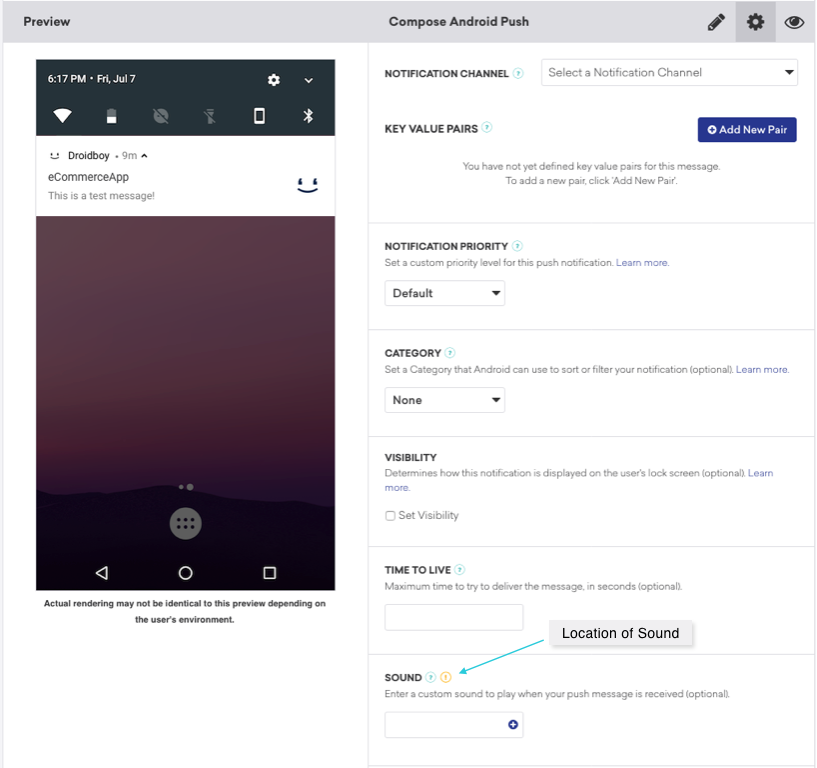 Preview
Compose Android Push
6:17 PM • Fri, Jul 7
Droidboy • 9m
eCommerceApp
This is a test message!
Actual rendering may not be identical to this preview depending on
the user's environment.
NOTIFICATION CHANNEL ?
Select a Notification Channel
KEY VALUE PAIRS ?
Add New Pair
You have not yet defined key value pairs for this message.
To add a new pair, click 'Add New Pair'.
NOTIFICATION PRIORITY ?
Set a custom priority level for this push notification. Learn more.
Default
CATEGORY ?
Set a Category that Android can use to sort or filter your notification (optional). Learn more.
None
VISIBILITY
Determines how this notification is displayed on the user's lock screen (optional). Learn
more.
Set Visibility
TIME TO LIVE ?
Maximum time to try to deliver the message, in seconds (optional).
Location of Sound
SOUND ? !
Enter a custom sound to play when your push message is received (optional).